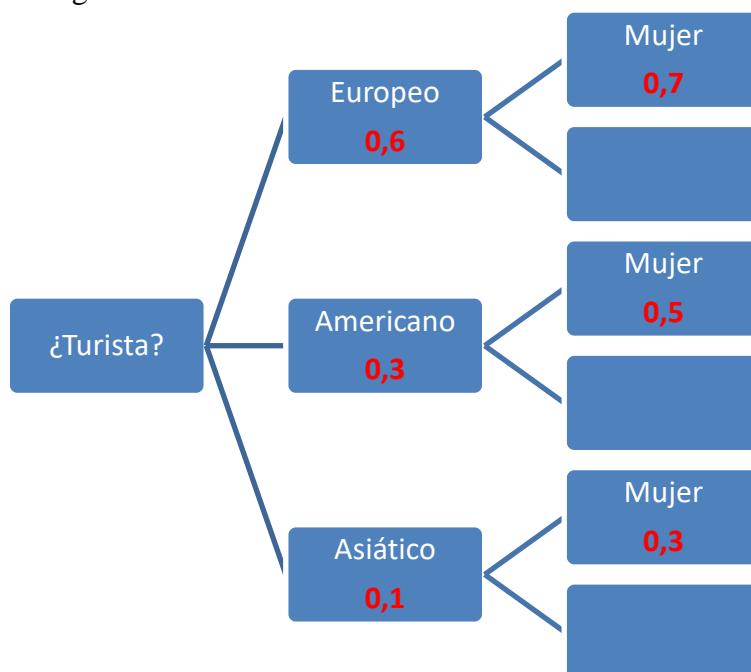 ¿Turista?
Europeo
0,6
Mujer
0,7
Americano
0,3
Mujer
0,5
Asiático
0,1
Mujer
0,3